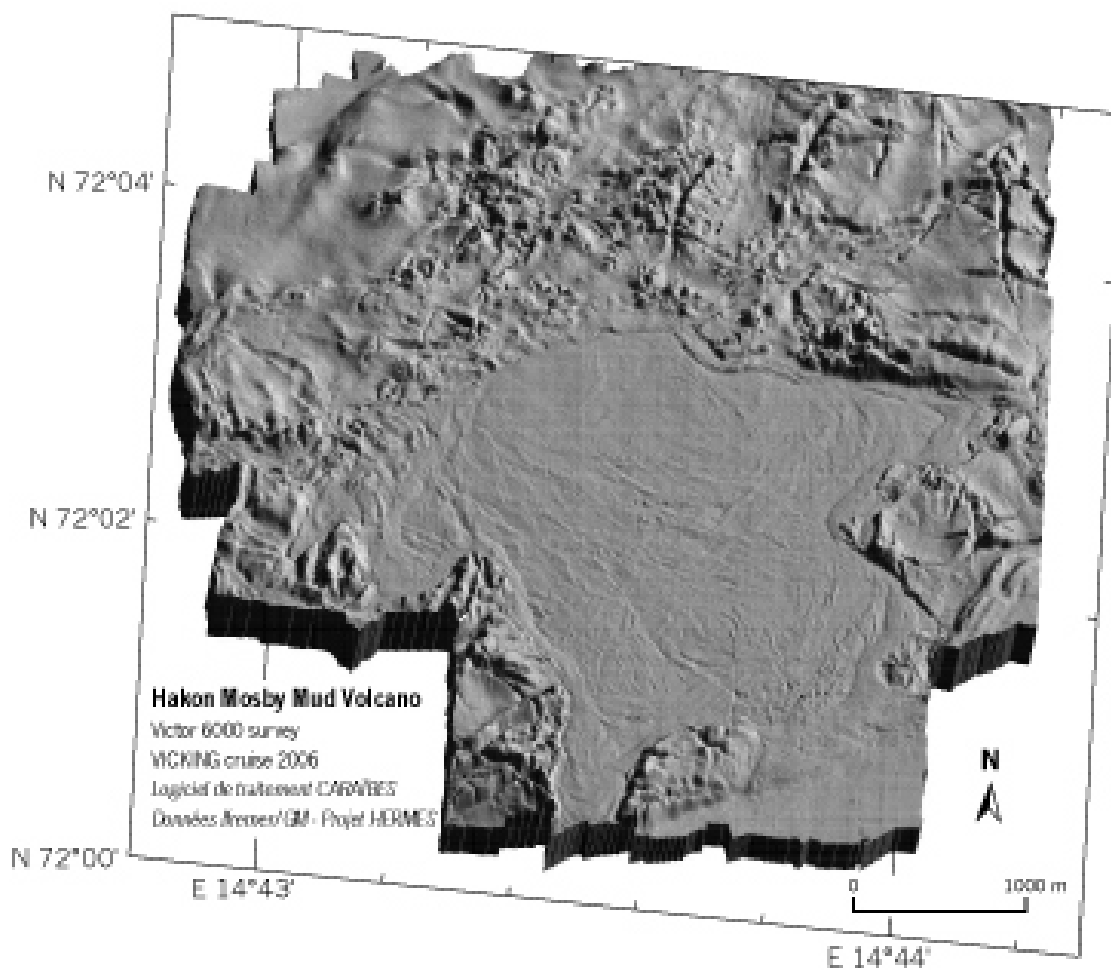 N 72°04'
N 72°02'
Hakon Mosby Mud Volcano
Victor 6000 survey
VICKING cruise 2006
Logiciel de traitement CARAÏBES
Données Ifremer/GM - Projet HERMES
N
N 72°00'
0 1000 m
E 14°43'
E 14°44'